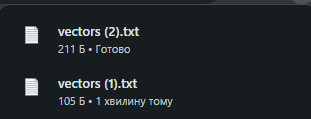 vectors (2).txt
211 Б • Готово
vectors (1).txt
105 Б • 1 хвилину тому